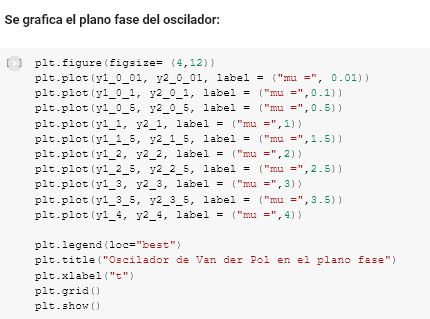 Se grafica el plano fase del oscilador:
plt.figure(figsize= (4,12))
plt.plot(y1_0_01, y2_0_01, label = ("mu =", 0.01))
plt.plot(y1_0_1, y2_0_1, label = ("mu =",0.1))
plt.plot(y1_0_5, y2_0_5, label = ("mu =",0.5))
plt.plot(y1_1, y2_1, label = ("mu =",1))
plt.plot(y1_1_5, y2_1_5, label = ("mu =",1.5))
plt.plot(y1_2, y2_2, label = ("mu =",2))
plt.plot(y1_2_5, y2_2_5, label = ("mu =",2.5))
plt.plot(y1_3, y2_3, label = ("mu =",3))
plt.plot(y1_3_5, y2_3_5, label = ("mu =",3.5))
plt.plot(y1_4, y2_4, label = ("mu =",4))
plt.legend(loc="best")
plt.title("Oscilador de Van der Pol en el plano fase")
plt.xlabel("t")
plt.grid()
plt.show()